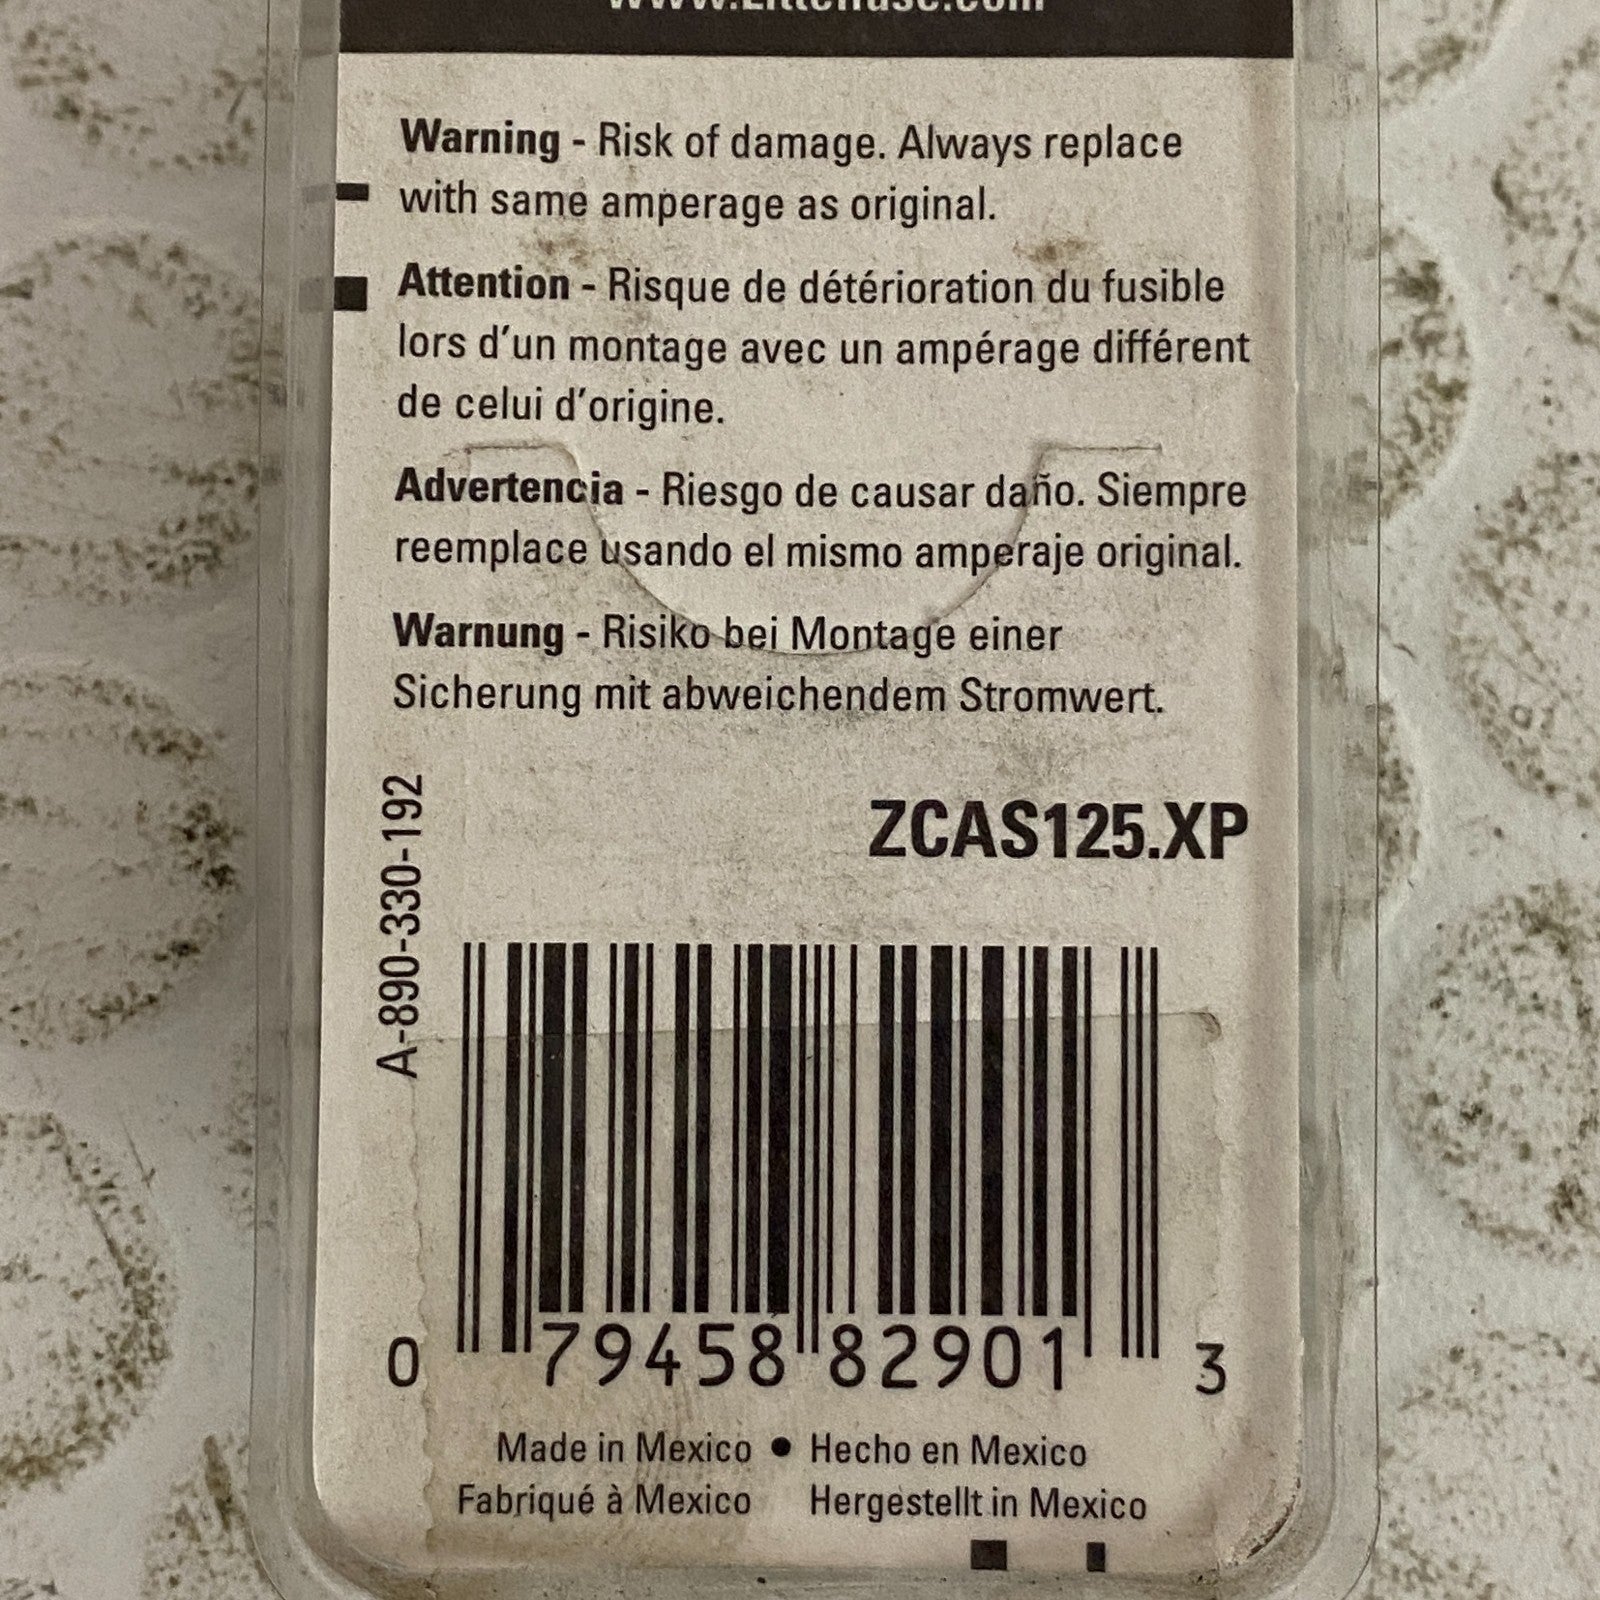 www.Littelfuse.com
Warning - Risk of damage. Always replace
with same amperage as original.
Attention - Risque de détérioration du fusible
lors d'un montage avec un ampérage différent
de celui d'origine.
Advertencia - Riesgo de causar daño. Siempre
reemplace usando el mismo amperaje original.
Warnung - Risiko bei Montage einer
Sicherung mit abweichendem Stromwert.
A-890-330-192
ZCAS125.XP
0 79458 82901 3
Made in Mexico • Hecho en Mexico
Fabriqué à Mexico Hergestellt in Mexico